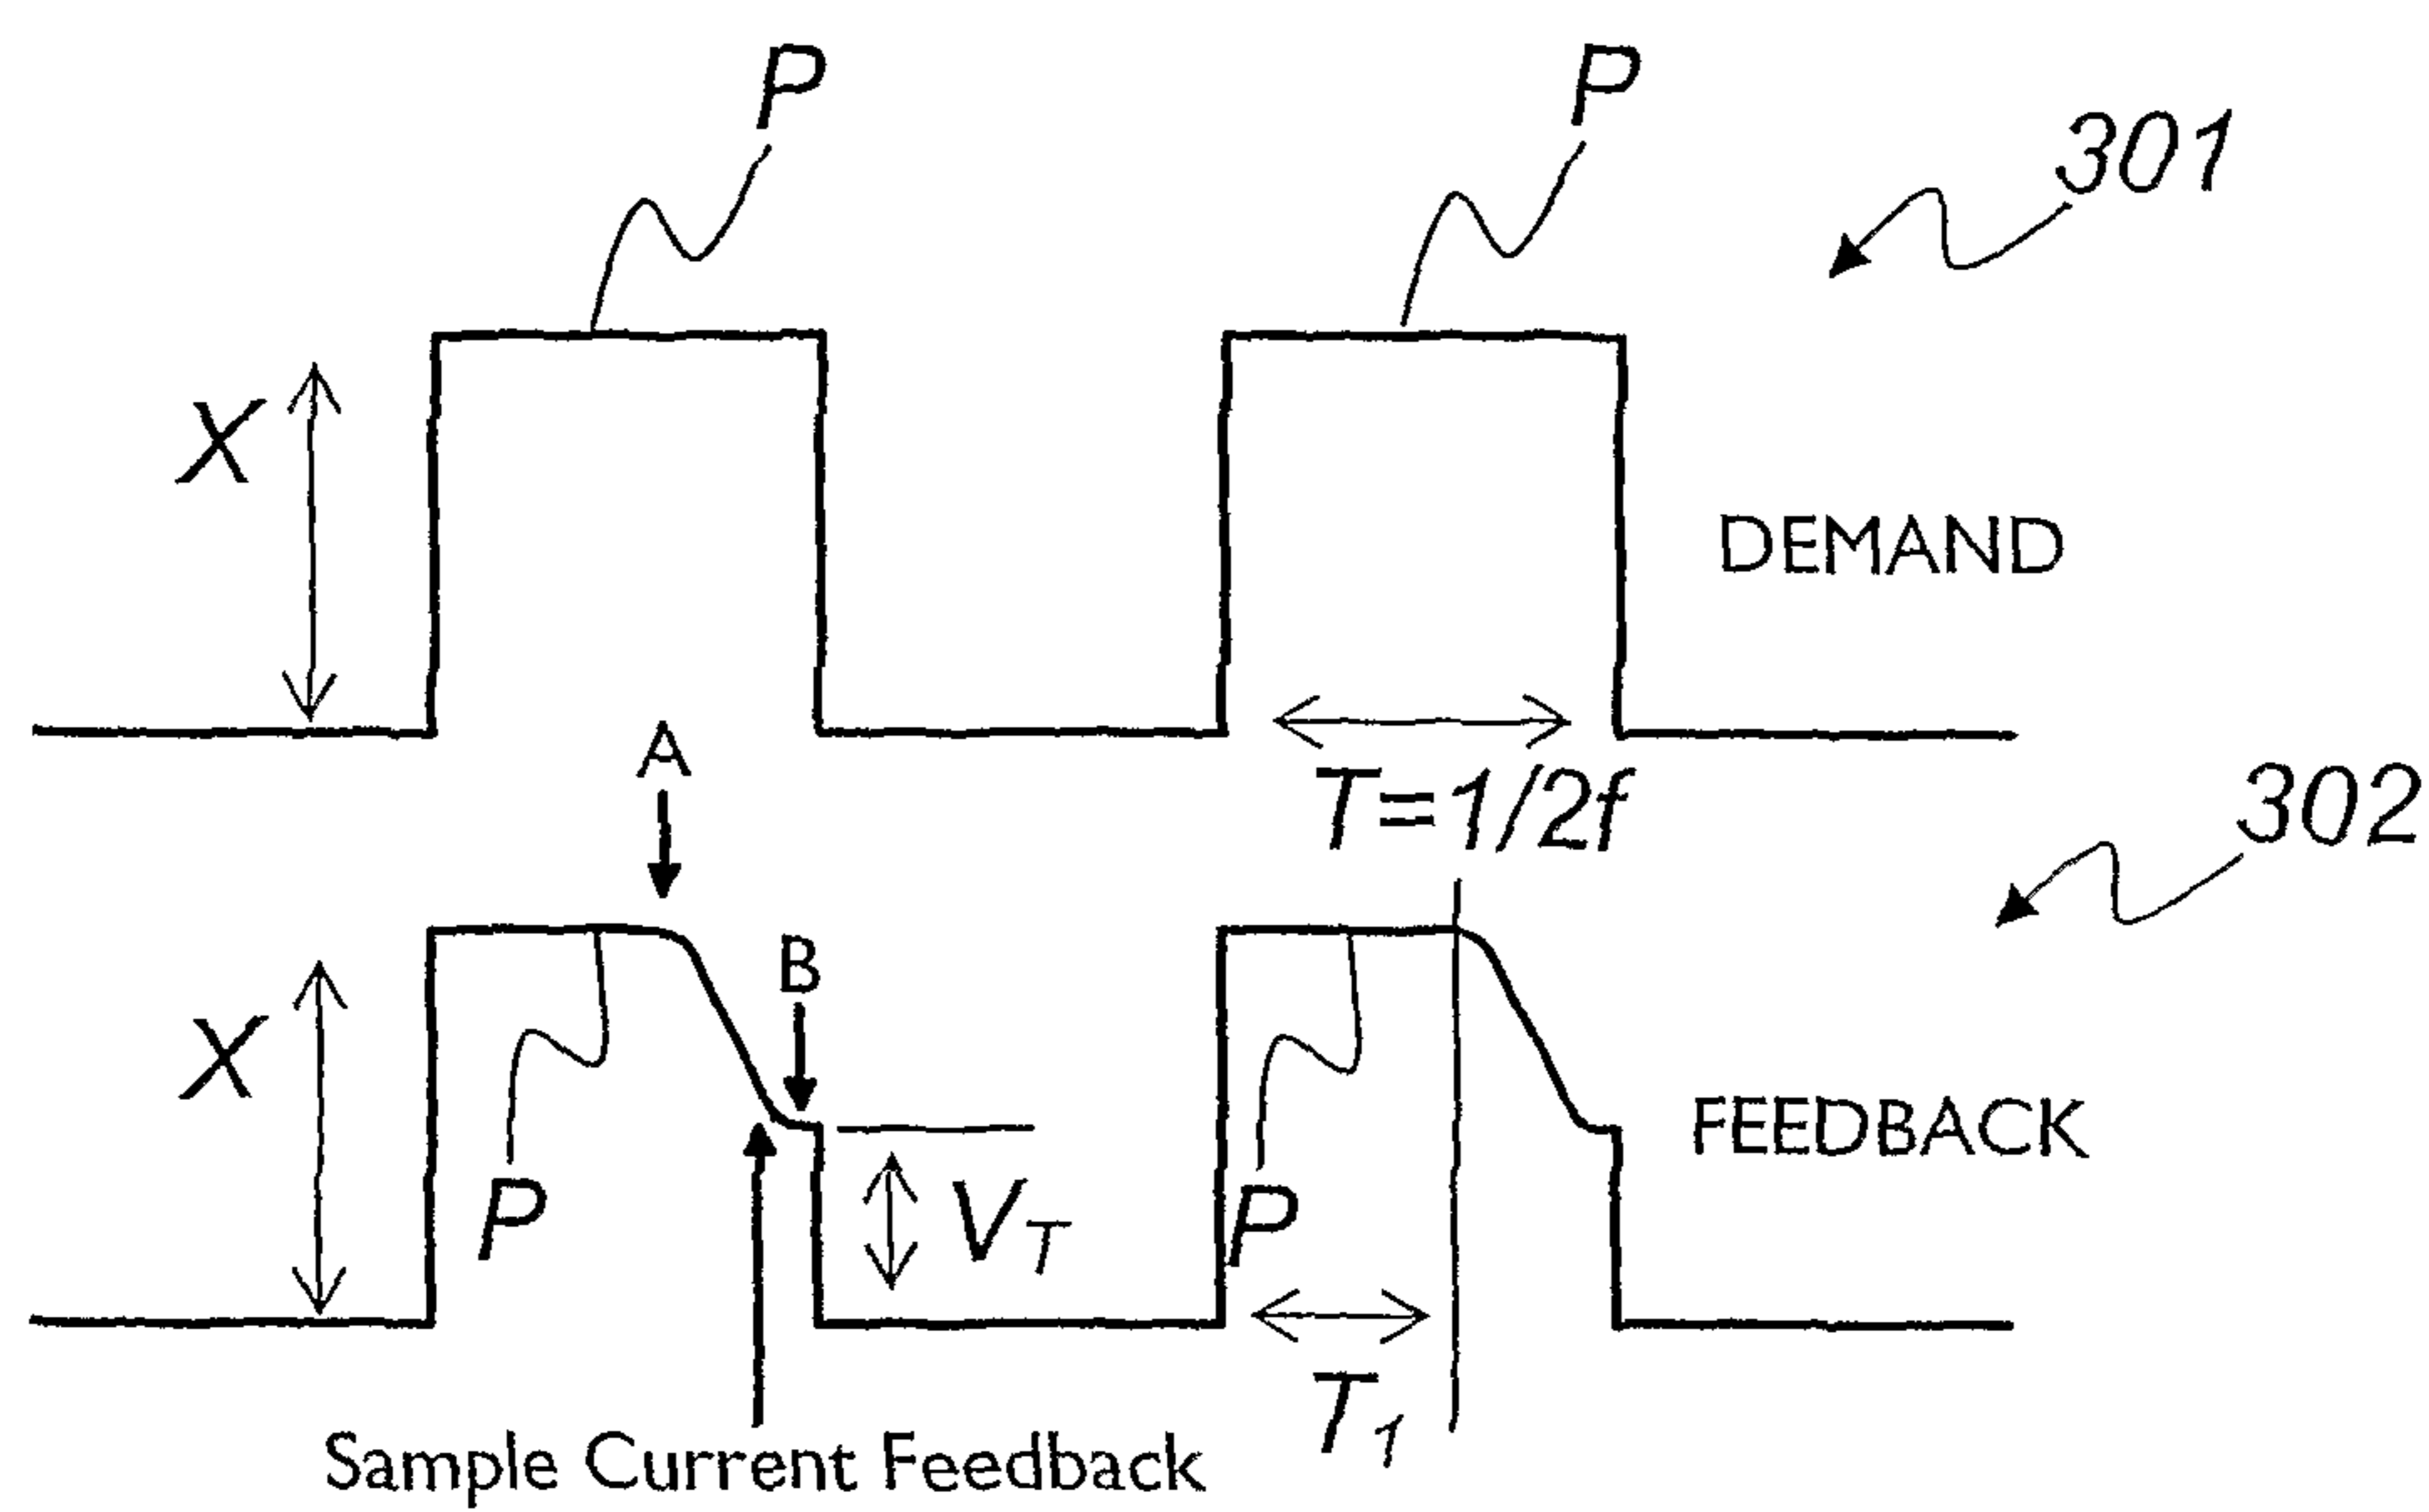 P
P
301
X
DEMAND
A
T=1/2f
302
B
X
FEEDBACK
P
V_T
P
T_1
Sample Current Feedback